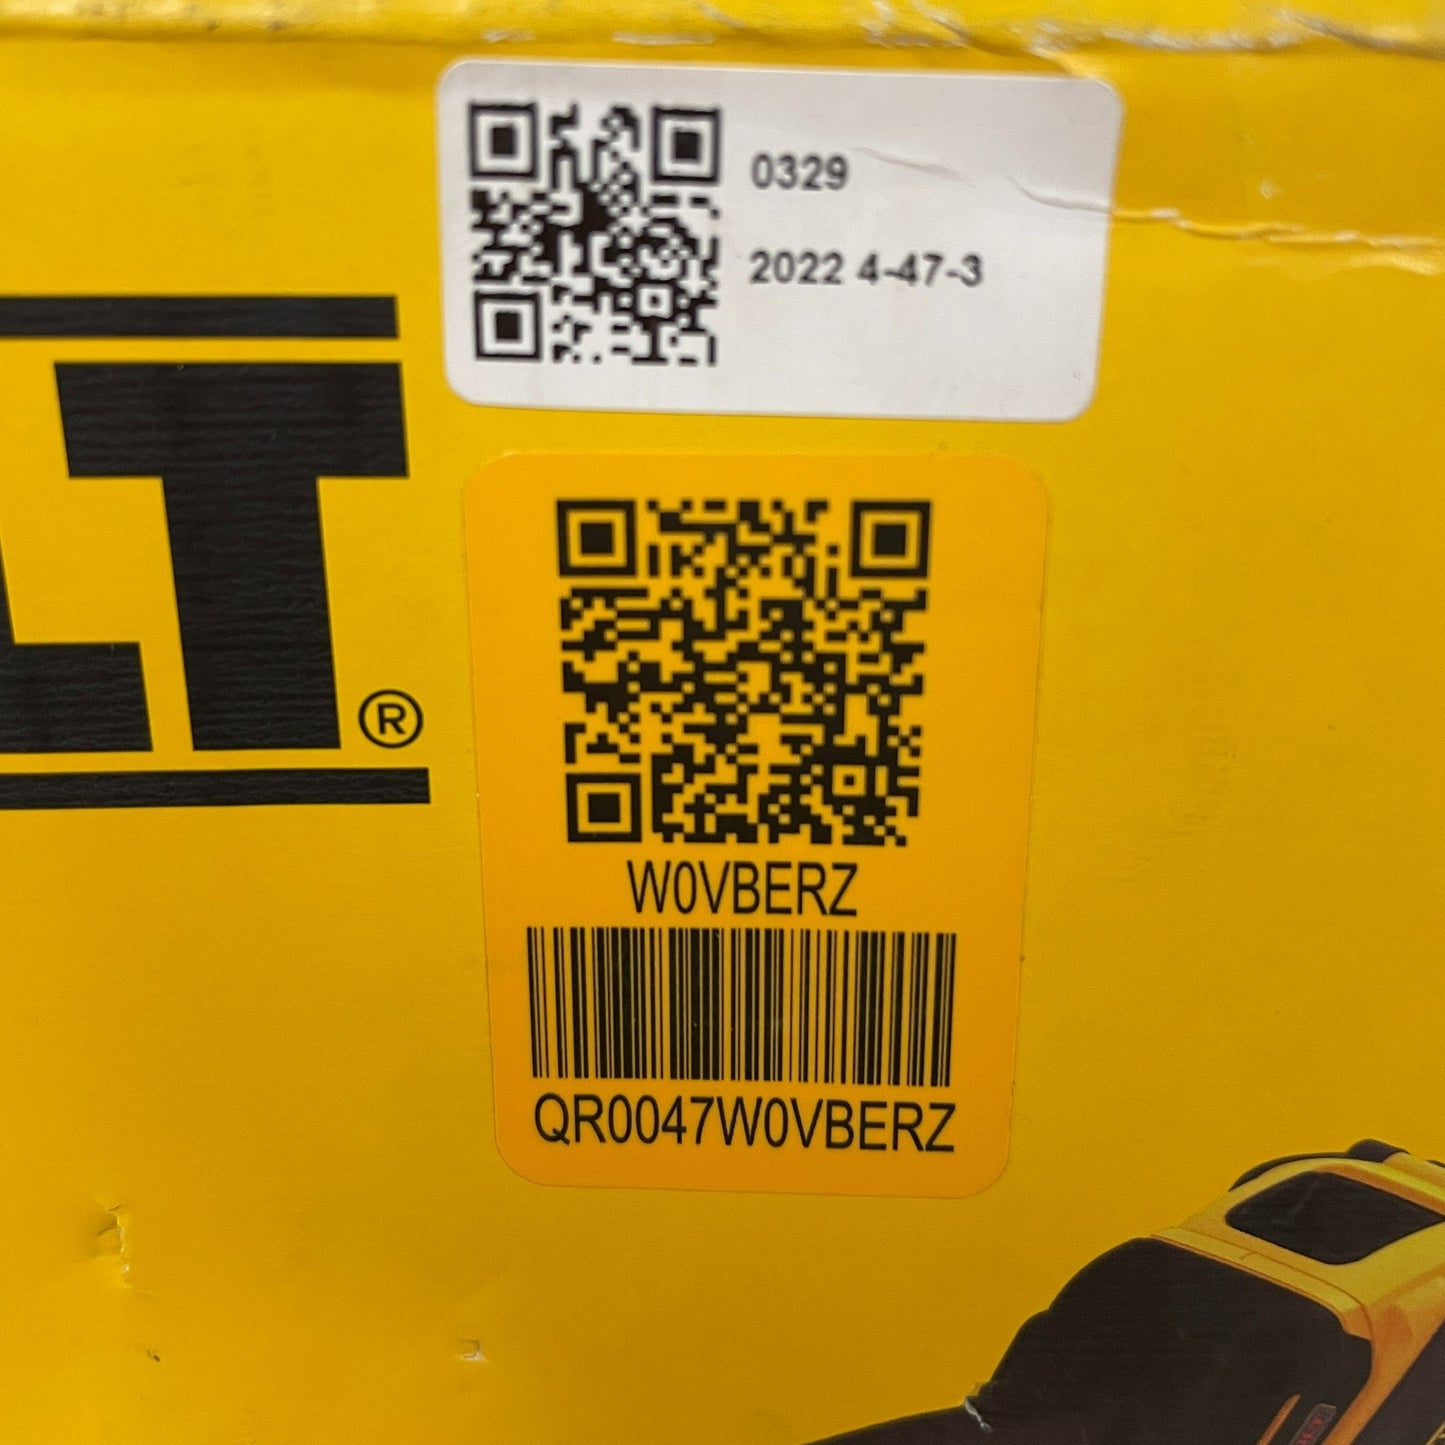 0329
2022 4-47-3
LT®
W0VBERZ
QR0047W0VBERZ